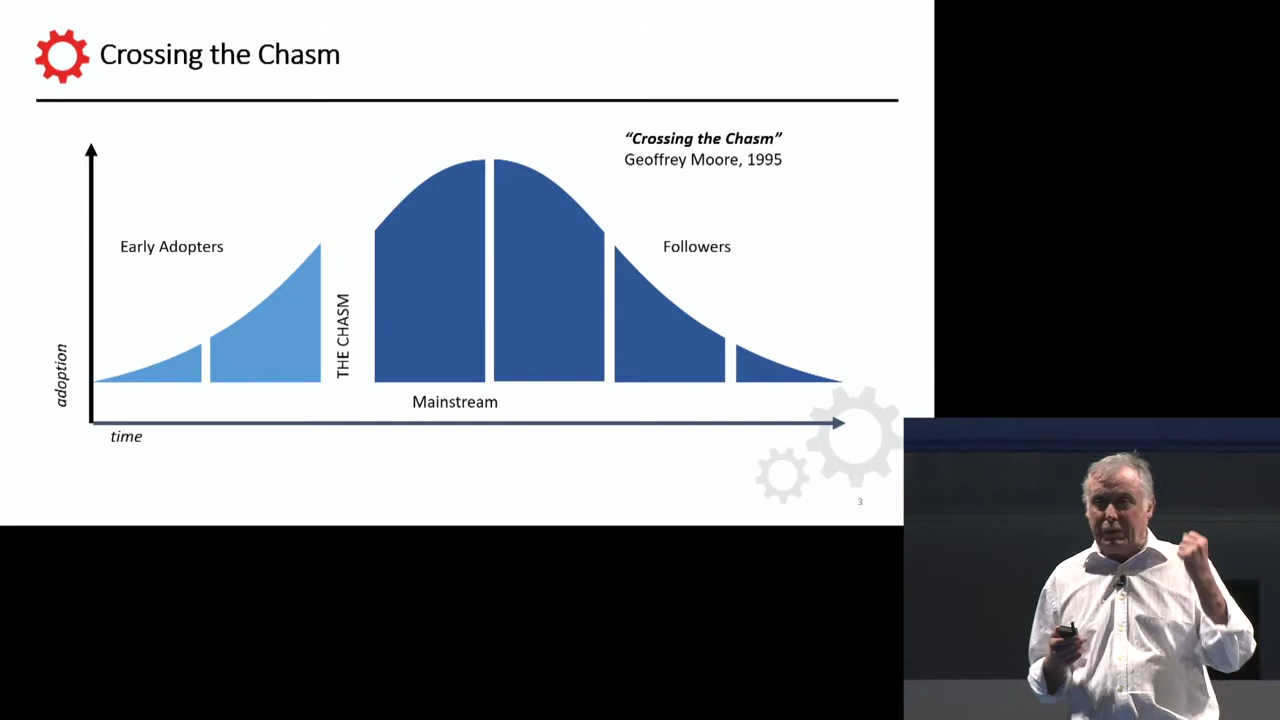 Crossing the Chasm
“Crossing the Chasm”
Geoffrey Moore, 1995
Early Adopters
Followers
THE CHASM
adoption
Mainstream
time
3